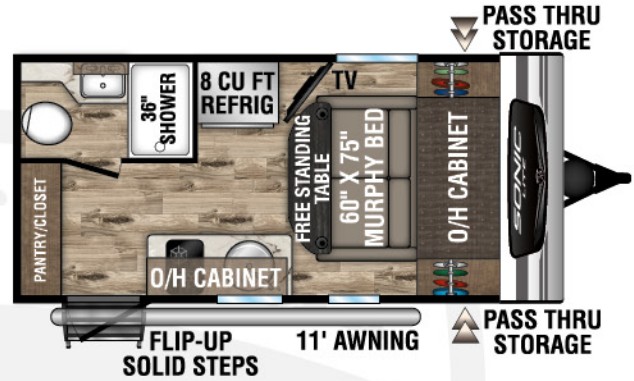 PASS THRU
STORAGE
36"
SHOWER
8 CU FT
REFRIG
TV
FREE STANDING
TABLE
60" X 75"
MURPHY BED
O/H CABINET
SONIC
LITE
PANTRY/CLOSET
O/H CABINET
FLIP-UP
SOLID STEPS
11' AWNING
PASS THRU
STORAGE